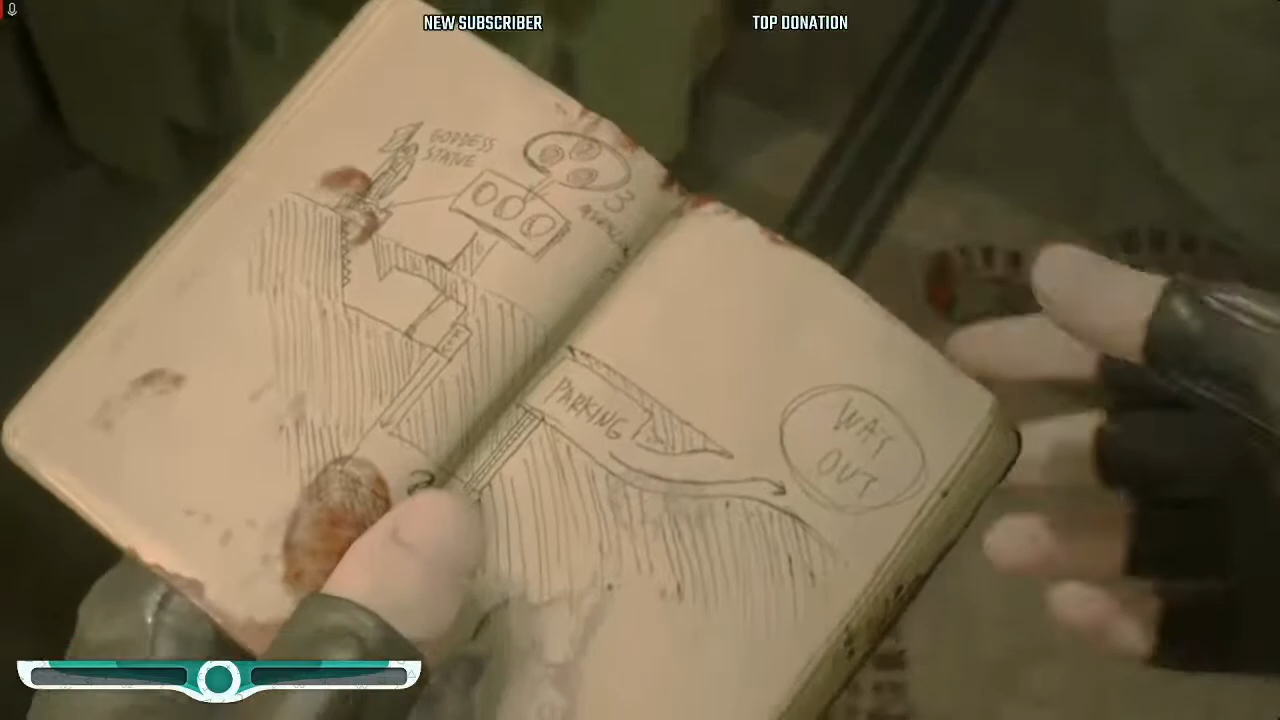 NEW SUBSCRIBER
TOP DONATION
GODDESS
STATUE
3
PARKING
WAY
OUT
?